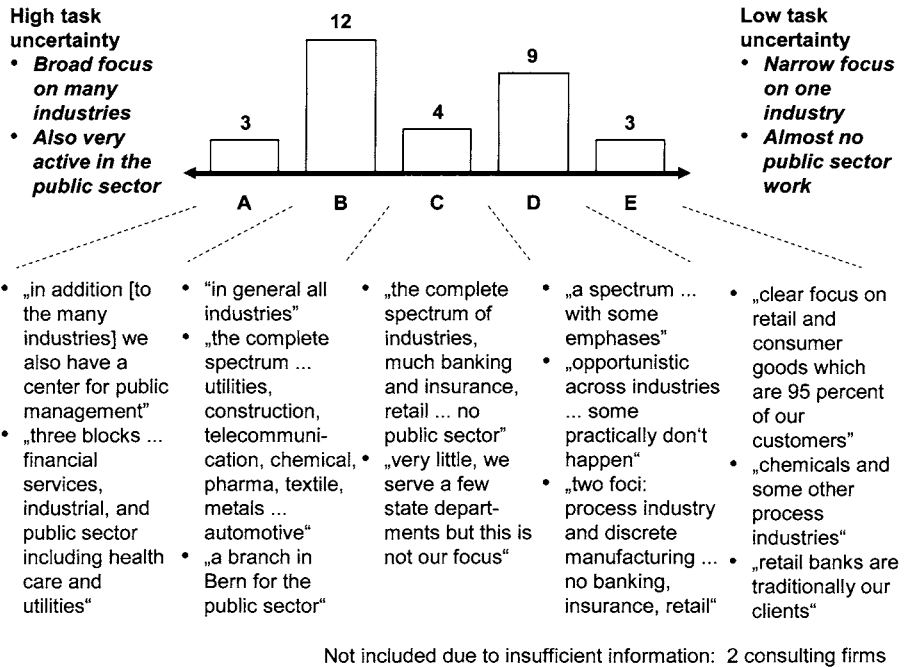 High task
uncertainty
• Broad focus
on many
industries
• Also very
active in the
public sector
3
12
4
9
3
A
B
C
D
E
Low task
uncertainty
• Narrow focus
on one
industry
• Almost no
public sector
work
• „in addition [to
the many
industries] we
also have a
center for public
management”
• „three blocks ...
financial
services,
industrial, and
public sector
including health
care and
utilities“
• “in general all
industries”
• „the complete
spectrum ...
utilities,
construction,
telecommuni-
cation, chemical,
pharma, textile,
metals ...
automotive“
• „a branch in
Bern for the
public sector“
• „the complete
spectrum of
industries,
much banking
and insurance,
retail ... no
public sector”
• „very little, we
serve a few
state depart-
ments but this is
not our focus“
• „a spectrum ...
with some
emphases”
• „opportunistic
across industries
... some
practically don‘t
happen“
• „two foci:
process industry
and discrete
manufacturing ...
no banking,
insurance, retail“
• „clear focus on
retail and
consumer
goods which
are 95 percent
of our
customers”
• „chemicals and
some other
process
industries“
• „retail banks are
traditionally our
clients“
Not included due to insufficient information: 2 consulting firms